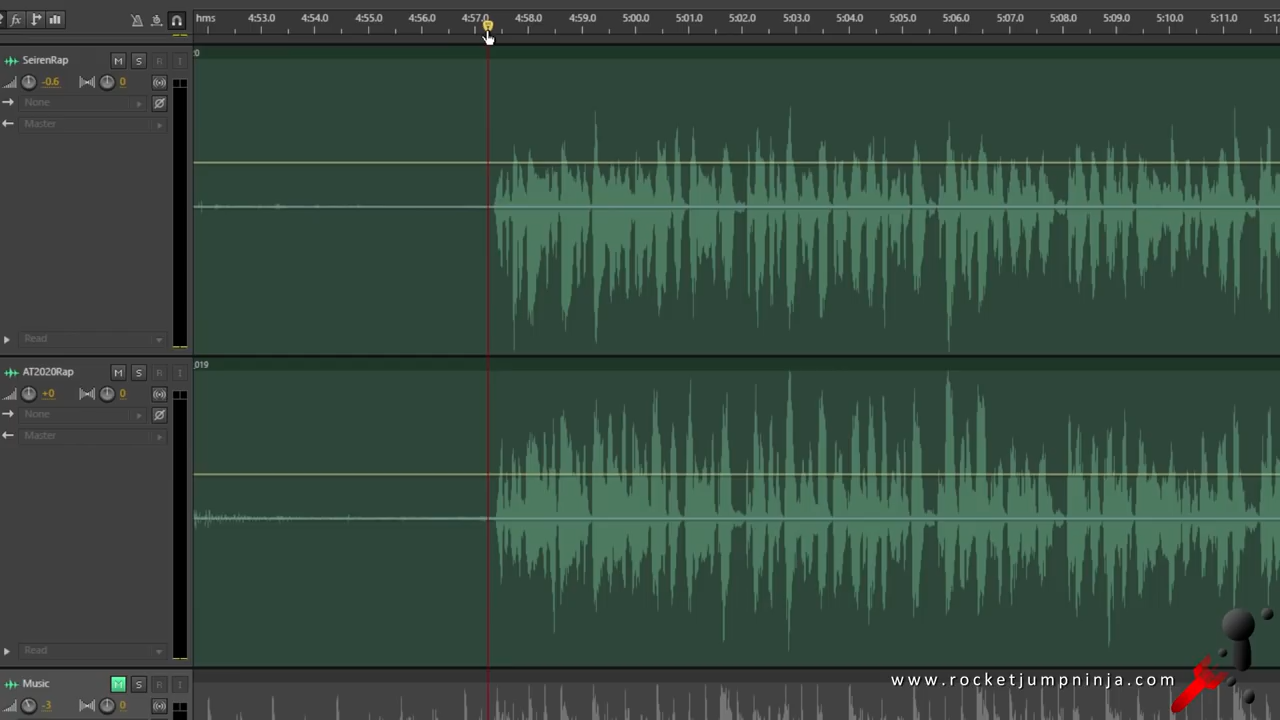 fx
hms 4:53.0 4:54.0 4:55.0 4:56.0 4:57.0 4:58.0 4:59.0 5:00.0 5:01.0 5:02.0 5:03.0 5:04.0 5:05.0 5:06.0 5:07.0 5:08.0 5:09.0 5:10.0 5:11.0 5:12
SeirenRap M S R I
:0
-0.6 0
None
Master
Read
AT2020Rap M S R I
019
+0 0
None
Master
Read
Music M S R I
-3 0
www.rocketjumpninja.com